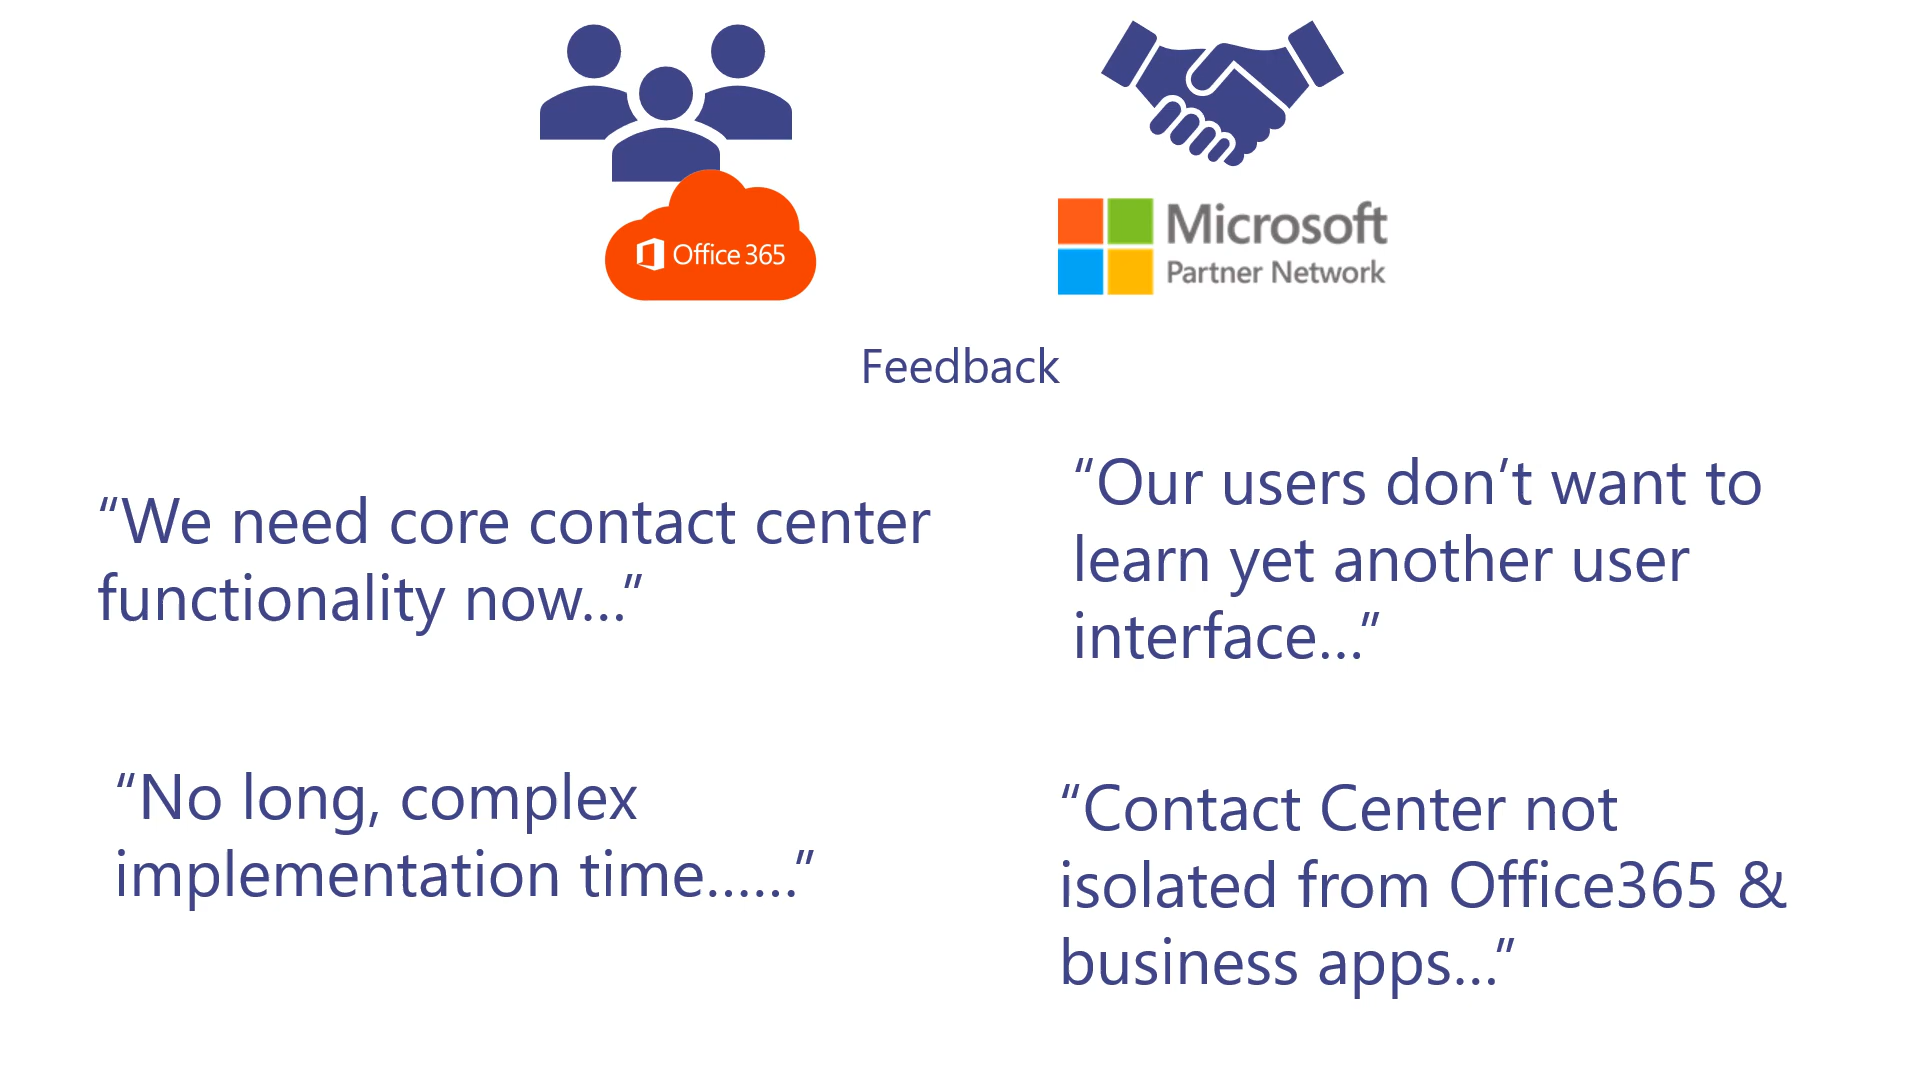 Office 365
Microsoft
Partner Network
Feedback
“We need core contact center
functionality now…”
“Our users don’t want to
learn yet another user
interface…”
“No long, complex
implementation time……”
“Contact Center not
isolated from Office365 &
business apps…”